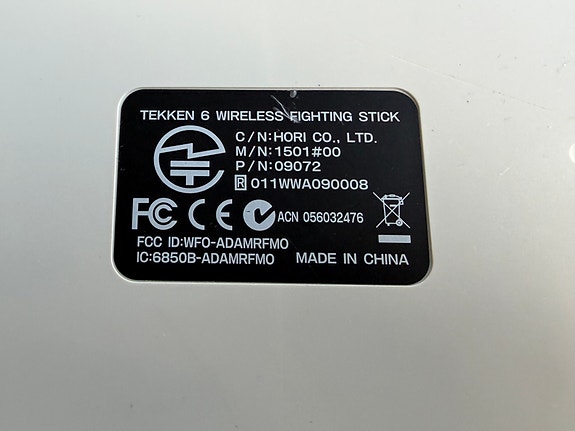 TEKKEN 6 WIRELESS FIGHTING STICK
C/N:HORI CO., LTD.
M/N:1501#00
P/N:09072
R 011WWA090008
FC CE ACN 056032476
FCC ID:WFO-ADAMRFMO
IC:6850B-ADAMRFMO MADE IN CHINA